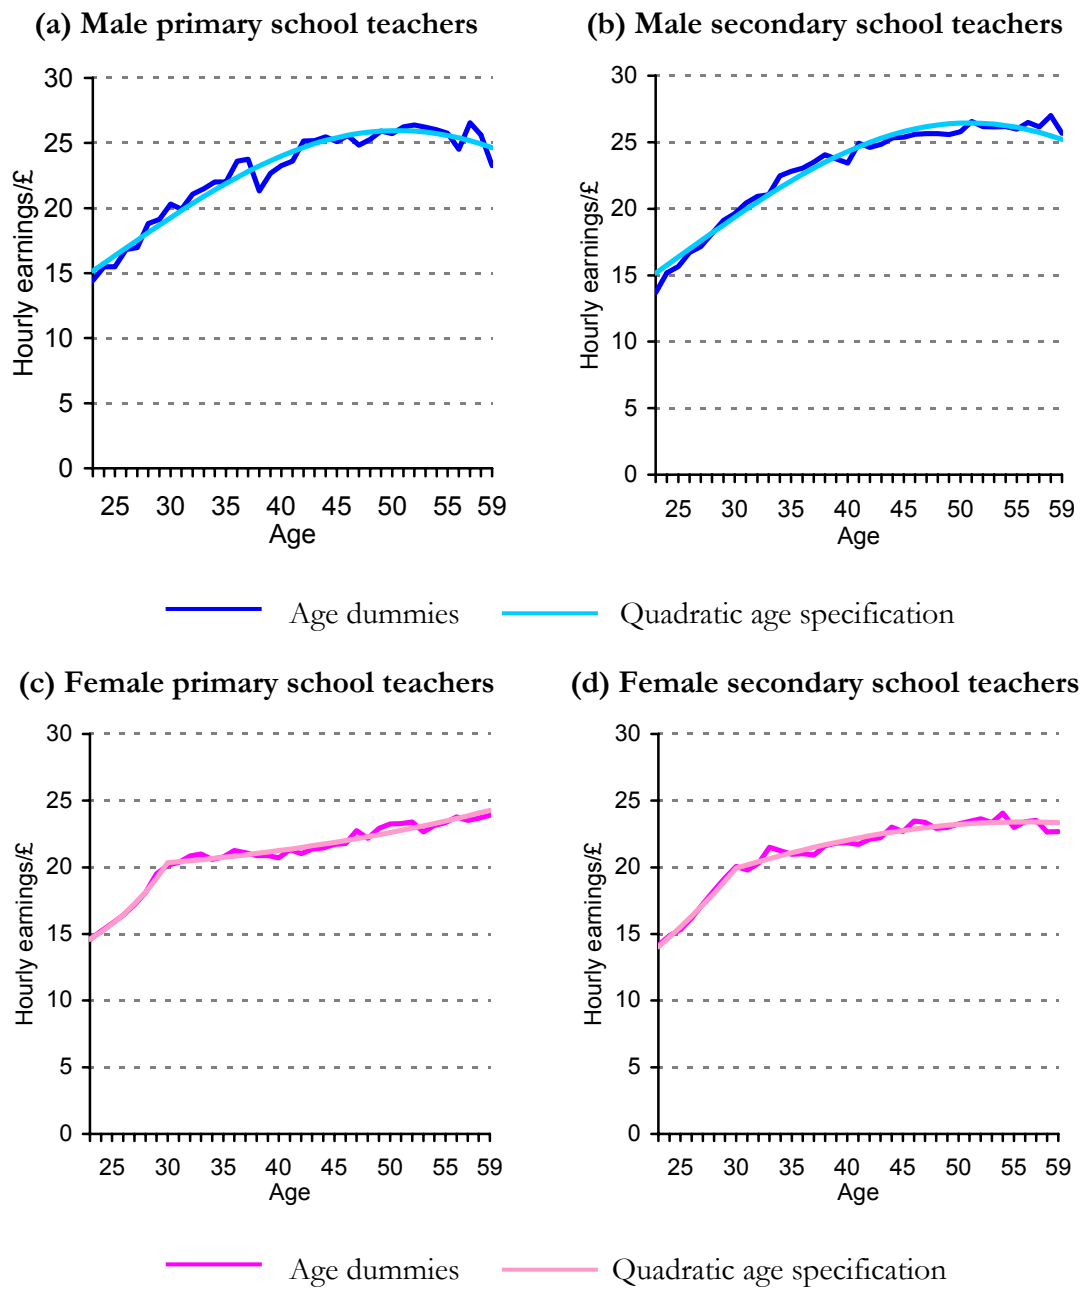 (a) Male primary school teachers
30
25
20
15
10
5
0
Hourly earnings/£
25 30 35 40 45 50 55 59
Age
(b) Male secondary school teachers
30
25
20
15
10
5
0
Hourly earnings/£
25 30 35 40 45 50 55 59
Age
Age dummies Quadratic age specification
(c) Female primary school teachers
30
25
20
15
10
5
0
Hourly earnings/£
25 30 35 40 45 50 55 59
Age
(d) Female secondary school teachers
30
25
20
15
10
5
0
Hourly earnings/£
25 30 35 40 45 50 55 59
Age
Age dummies Quadratic age specification